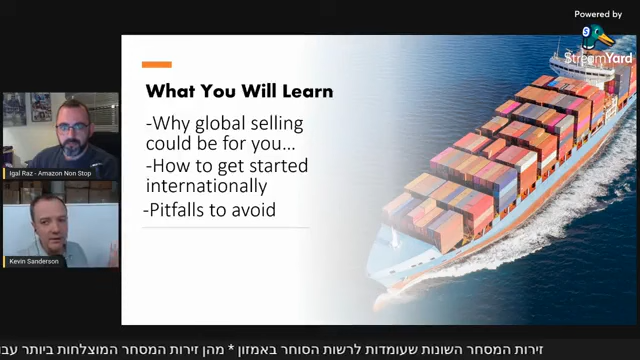 Powered by
StreamYard
What You Will Learn
-Why global selling
could be for you...
-How to get started
internationally
-Pitfalls to avoid
Igal Raz - Amazon Non Stop
Kevin Sanderson
זירות המסחר השונות שעומדות לרשות הסוחר באמזון * מהן זירות המסחר המוצלחות ביותר